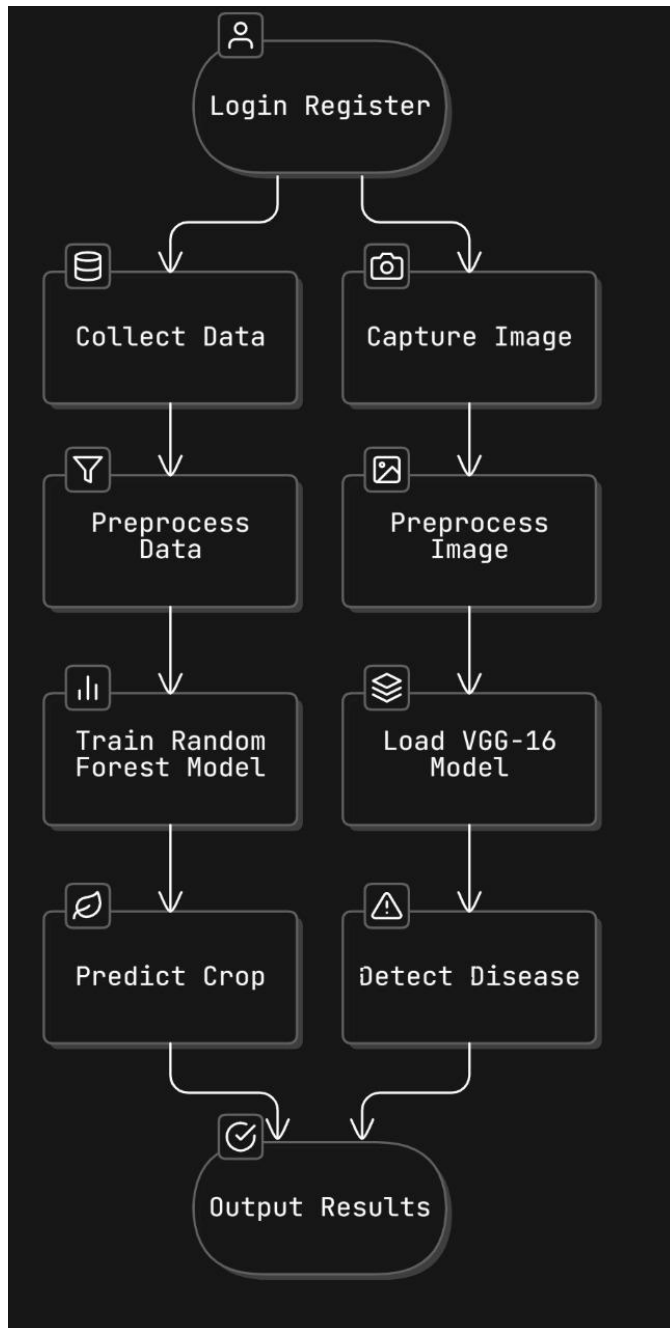 Login Register
Collect Data
Capture Image
Preprocess
Data
Preprocess
Image
Train Random
Forest Model
Load VGG-16
Model
Predict Crop
Detect Disease
Output Results